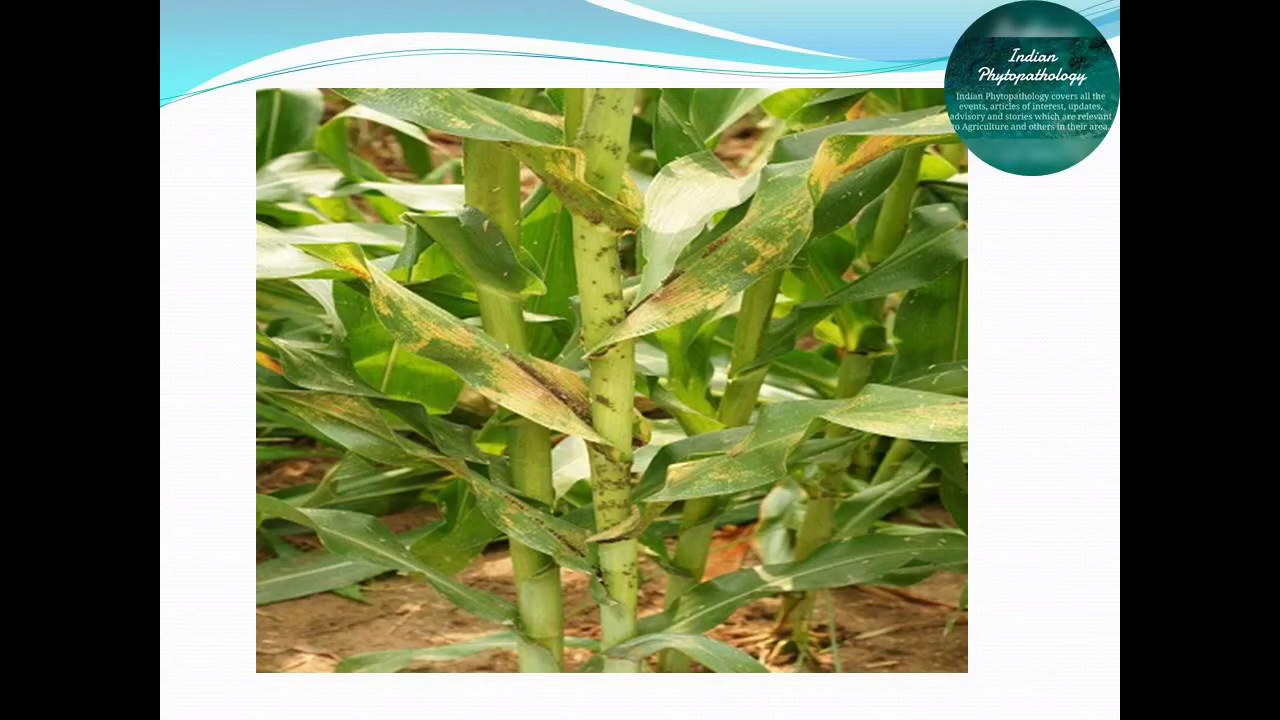 Indian
Phytopathology
Indian Phytopathology covers all the
events, articles of interest, updates,
advisory and stories which are relevant
to Agriculture and others in their area.